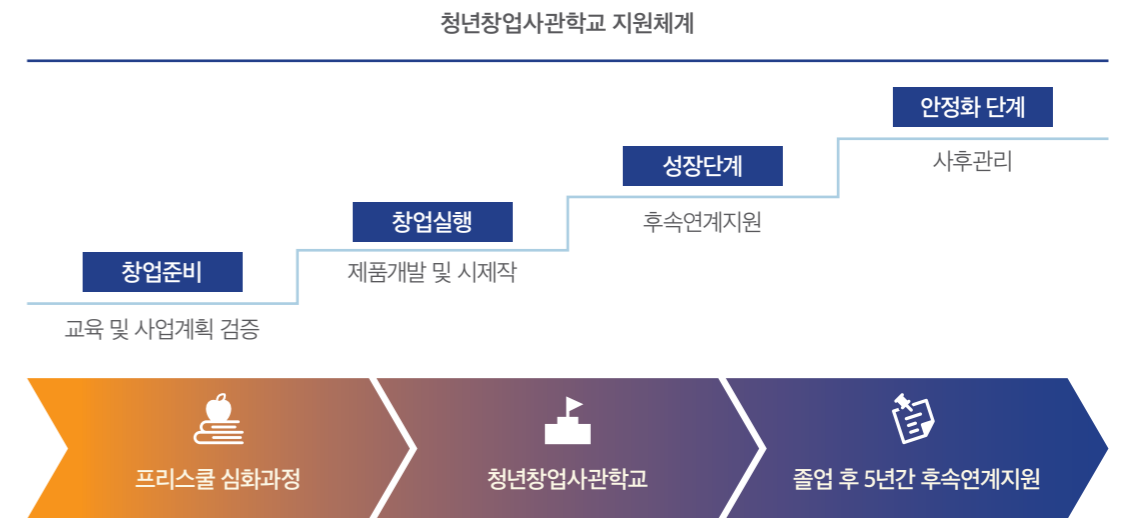 청년창업사관학교 지원체계
안정화 단계
사후관리
성장단계
후속연계지원
창업실행
제품개발 및 시제작
창업준비
교육 및 사업계획 검증
프리스쿨 심화과정
청년창업사관학교
졸업 후 5년간 후속연계지원